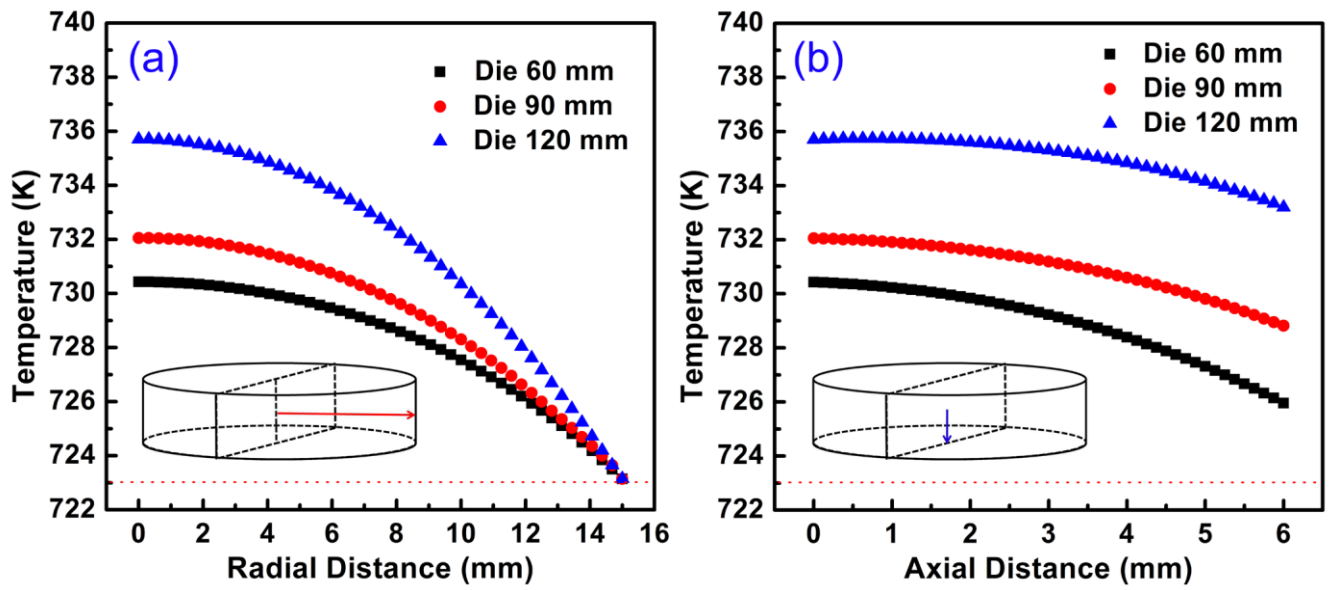 (a)
Die 60 mm
Die 90 mm
Die 120 mm
740
738
736
734
732
730
728
726
724
722
Temperature (K)
0 2 4 6 8 10 12 14 16
Radial Distance (mm)
(b)
Die 60 mm
Die 90 mm
Die 120 mm
740
738
736
734
732
730
728
726
724
722
Temperature (K)
0 1 2 3 4 5 6
Axial Distance (mm)